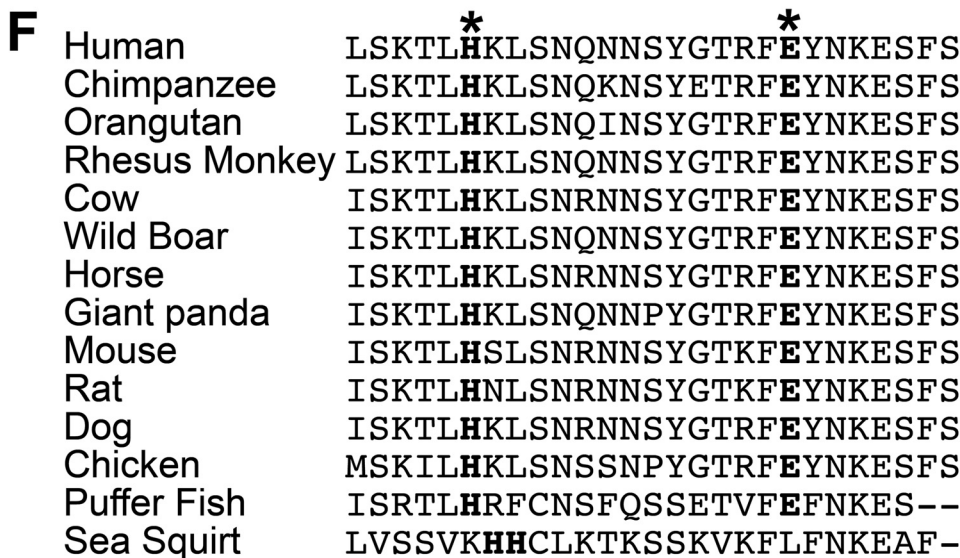 F
* *
Human LSKTLHKLSNQNNSYGTRFEYNKESFS
Chimpanzee LSKTLHKLSNQKNSYETRFEYNKESFS
Orangutan LSKTLHKLSNQINSYGTRFEYNKESFS
Rhesus Monkey LSKTLHKLSNQNNSYGTRFEYNKESFS
Cow ISKTLHKLSNRNNSYGTRFEYNKESFS
Wild Boar ISKTLHKLSNQNNSYGTRFEYNKESFS
Horse ISKTLHKLSNRNNSYGTRFEYNKESFS
Giant panda ISKTLHKLSNQNNPYGTRFEYNKESFS
Mouse ISKTLHSLSNRNNSYGTKFEYNKESFS
Rat ISKTLHNLSNRNNSYGTKFEYNKESFS
Dog ISKTLHKLSNRNNSYGTRFEYNKESFS
Chicken MSKILHKLSNSSNPYGTRFEYNKESFS
Puffer Fish ISRTLHRFCNSFQSSETVFEFNKES--
Sea Squirt LVSSVKHHCLKTKSSKVKFLFNKEAF-